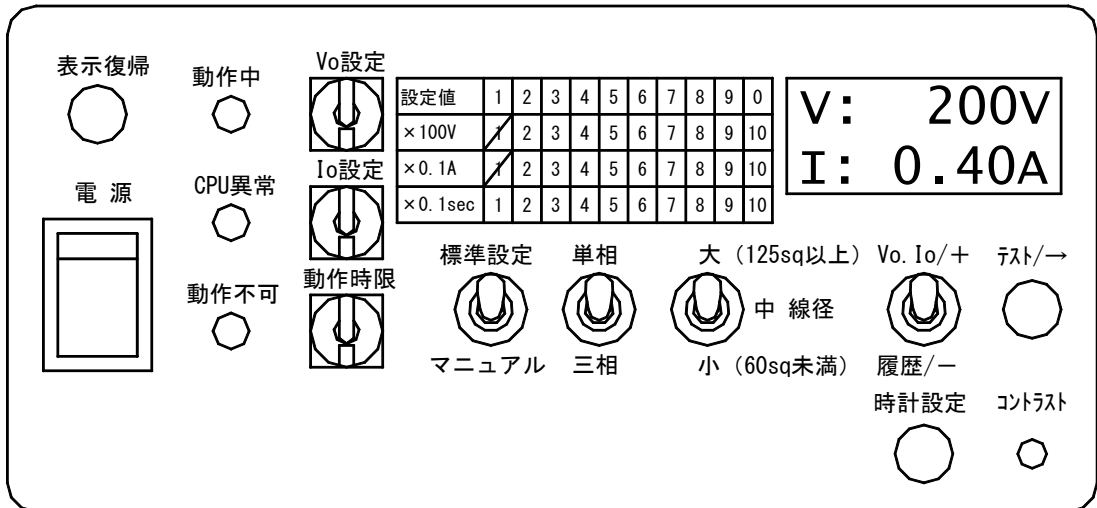 表示復帰
動作中
Vo設定
電 源
CPU異常
Io設定
動作不可
動作時限
設定値 1 2 3 4 5 6 7 8 9 0
×100V 1 2 3 4 5 6 7 8 9 10
×0.1A 1 2 3 4 5 6 7 8 9 10
×0.1sec 1 2 3 4 5 6 7 8 9 10
V: 200V
I: 0.40A
標準設定
マニュアル
単相
三相
大 (125sq以上)
中 線径
小 (60sq未満)
Vo.Io/+
履歴/−
ﾃｽﾄ/→
時計設定
ｺﾝﾄﾗｽﾄ